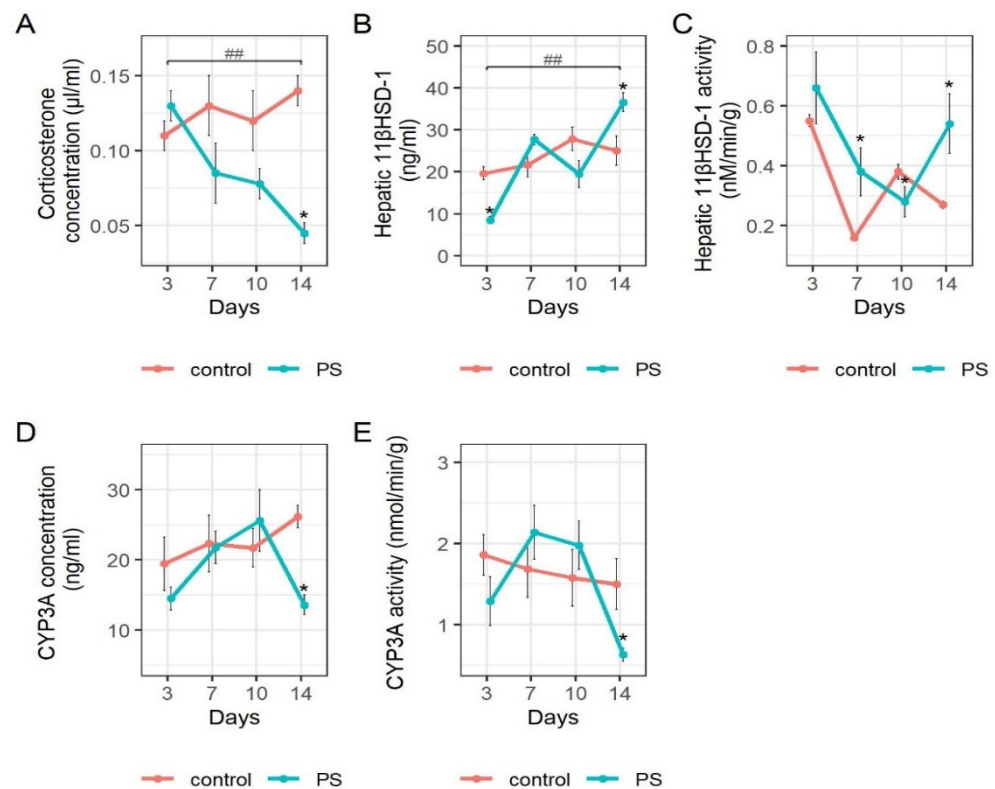 A
Corticosterone
concentration (µl/ml)
0.15
0.10
0.05
##
*
3 7 10 14
Days
control PS
B
Hepatic 11βHSD-1
(ng/ml)
50
40
30
20
10
0
##
*
*
3 7 10 14
Days
control PS
C
Hepatic 11βHSD-1 activity
(nM/min/g)
0.8
0.6
0.4
0.2
*
*
*
3 7 10 14
Days
control PS
D
CYP3A concentration
(ng/ml)
30
20
10
*
3 7 10 14
Days
control PS
E
CYP3A activity (nmol/min/g)
3
2
1
*
3 7 10 14
Days
control PS